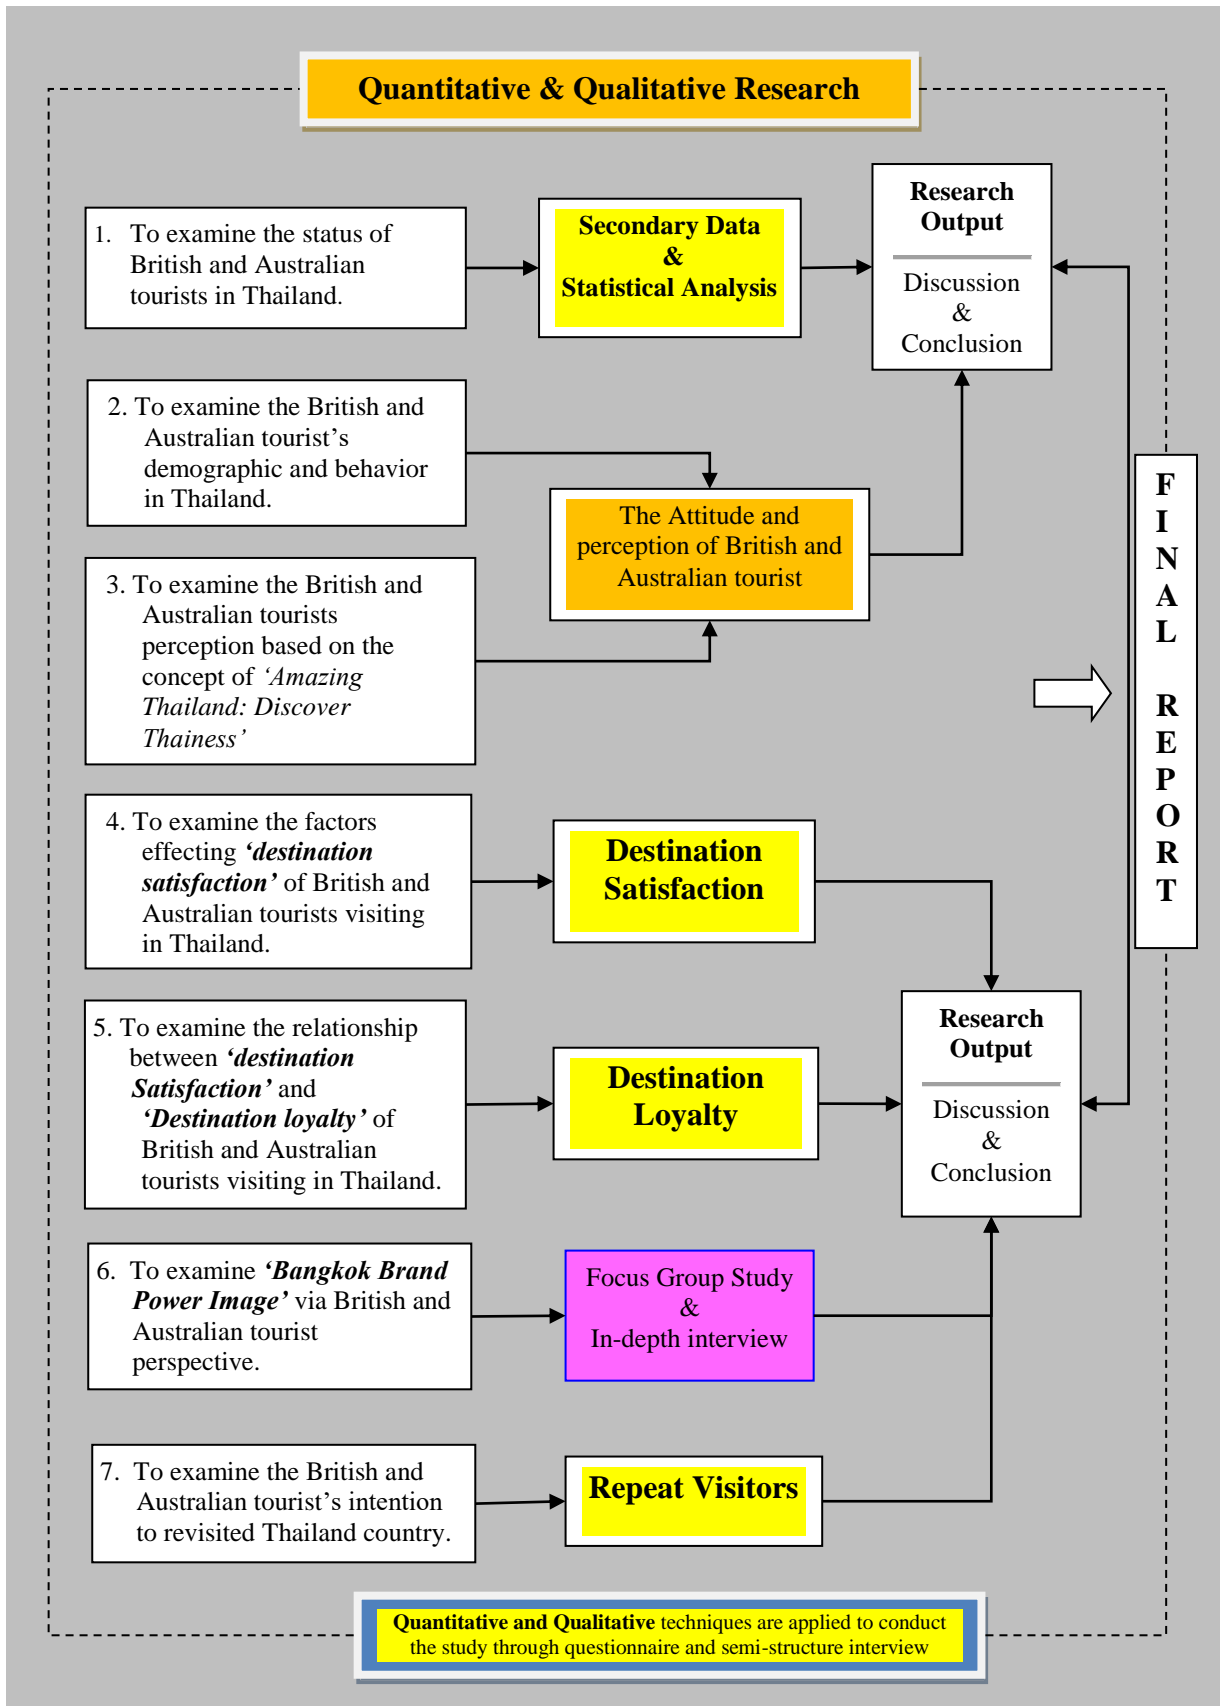 Quantitative & Qualitative Research
1. To examine the status of
British and Australian
tourists in Thailand.
Secondary Data
&
Statistical Analysis
Research
Output
Discussion
&
Conclusion
2. To examine the British and
Australian tourist’s
demographic and behavior
in Thailand.
The Attitude and
perception of British and
Australian tourist
3. To examine the British and
Australian tourists
perception based on the
concept of ‘Amazing
Thailand: Discover
Thainess’
F
I
N
A
L
R
E
P
O
R
T
4. To examine the factors
effecting ‘destination
satisfaction’ of British and
Australian tourists visiting
in Thailand.
Destination
Satisfaction
5. To examine the relationship
between ‘destination
Satisfaction’ and
‘Destination loyalty’ of
British and Australian
tourists visiting in Thailand.
Destination
Loyalty
Research
Output
Discussion
&
Conclusion
6. To examine ‘Bangkok Brand
Power Image’ via British and
Australian tourist
perspective.
Focus Group Study
&
In-depth interview
7. To examine the British and
Australian tourist’s intention
to revisited Thailand country.
Repeat Visitors
Quantitative and Qualitative techniques are applied to conduct
the study through questionnaire and semi-structure interview